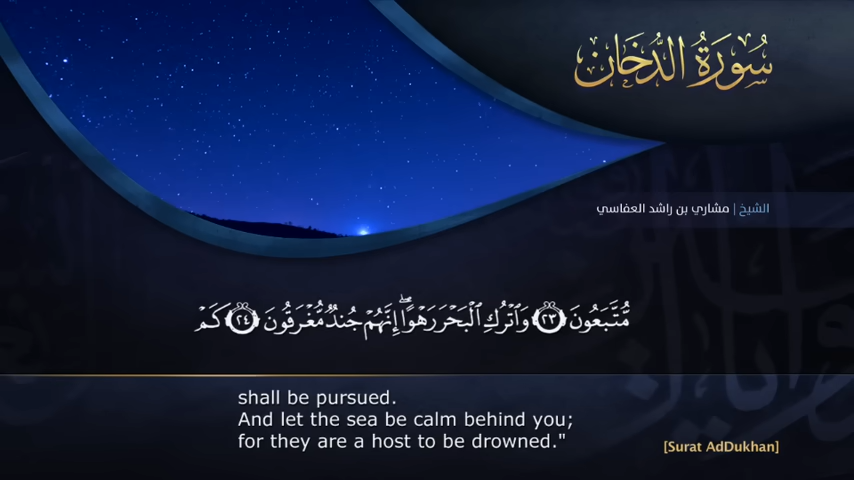 سُورَةُ الدُّخَان
الشيخ | مشاري بن راشد العفاسي
مُّتَّبَعُونَ ٢٣ وَٱتْرُكِ ٱلْبَحْرَ رَهْوًا ۖ إِنَّهُمْ جُندٌ مُّغْرَقُونَ ٢٤ كَمْ
shall be pursued.
And let the sea be calm behind you;
for they are a host to be drowned."
[Surat AdDukhan]